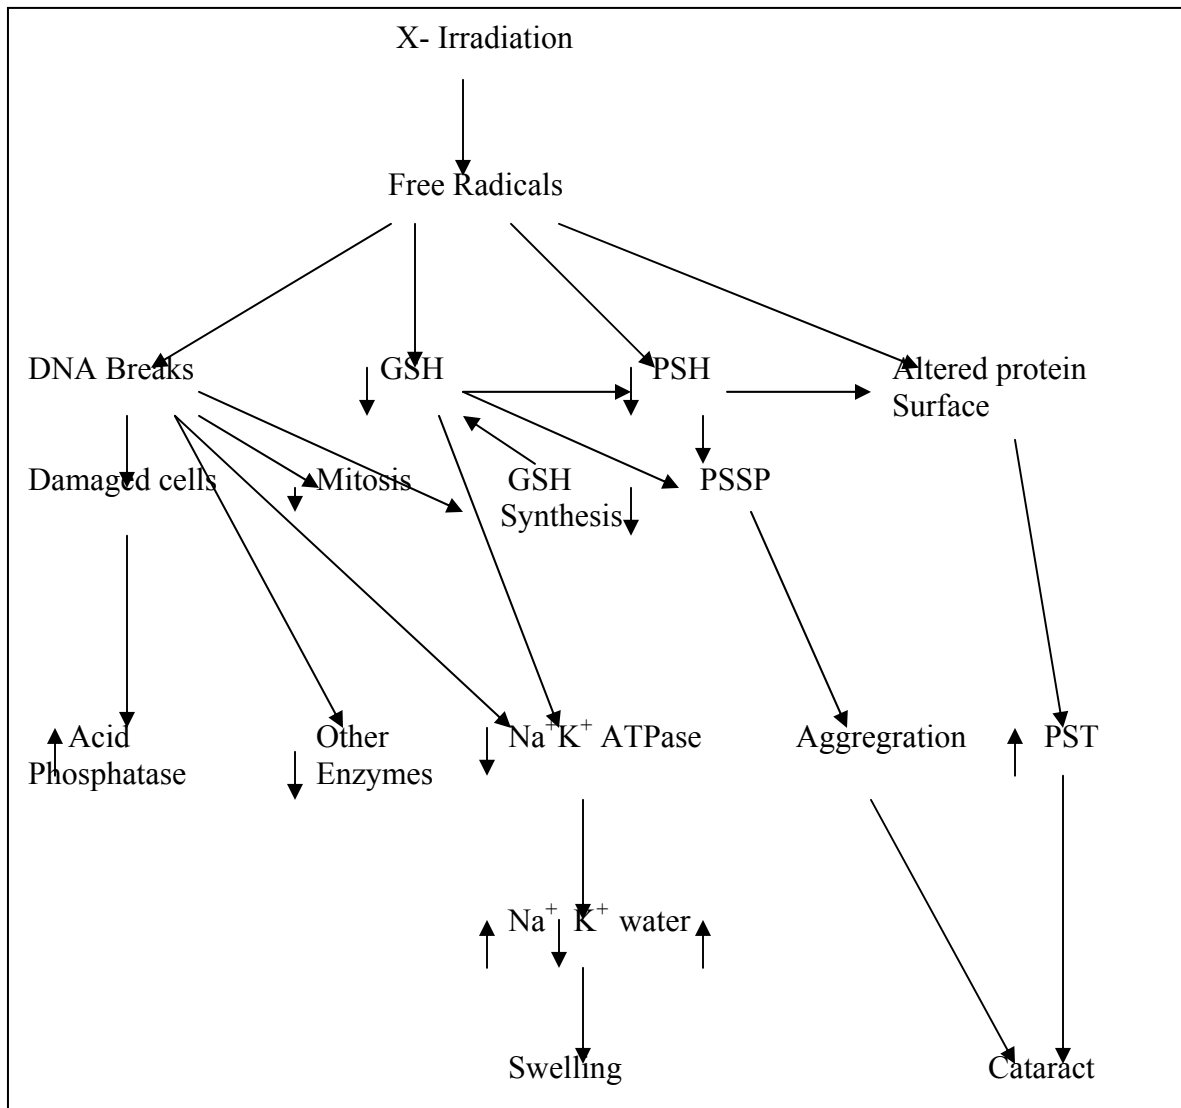 X- Irradiation
Free Radicals
DNA Breaks
GSH
PSH
Altered protein
Surface
Damaged cells
Mitosis
GSH
Synthesis
PSSP
Acid
Phosphatase
Other
Enzymes
Na⁺K⁺ ATPase
Aggregration
PST
Na⁺ K⁺ water
Swelling
Cataract